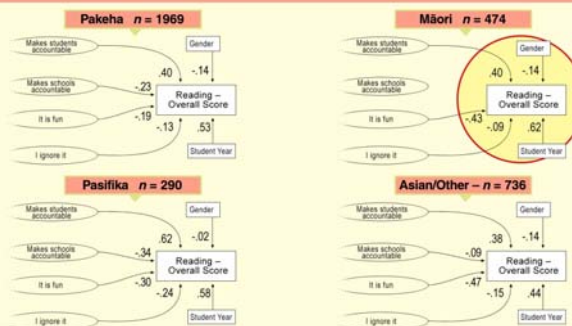 Pakeha n = 1969
Makes students
accountable
Gender
.40
-.14
Makes schools
accountable
-.23
Reading –
Overall Score
It is fun
-.19
-.13
.53
I ignore it
Student Year
Māori n = 474
Makes students
accountable
Gender
.40
-.14
Makes schools
accountable
Reading –
Overall Score
It is fun
-.43
-.09
.62
I ignore it
Student Year
Pasifika n = 290
Makes students
accountable
Gender
.62
-.02
Makes schools
accountable
-.34
Reading –
Overall Score
It is fun
-.30
-.24
.58
I ignore it
Student Year
Asian/Other – n = 736
Makes students
accountable
Gender
.38
-.14
Makes schools
accountable
-.09
Reading –
Overall Score
It is fun
-.47
-.15
.44
I ignore it
Student Year